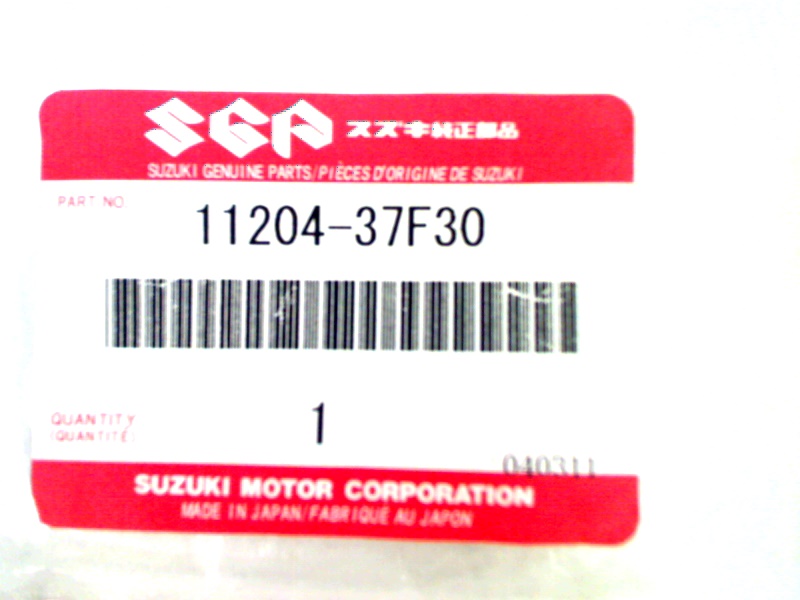 SGP スズキ純正部品
SUZUKI GENUINE PARTS/PIÈCES D'ORIGINE DE SUZUKI
PART NO.
11204-37F30
QUANTITY
(QUANTITÉ)
1
040311
SUZUKI MOTOR CORPORATION
MADE IN JAPAN/FABRIQUÉ AU JAPON